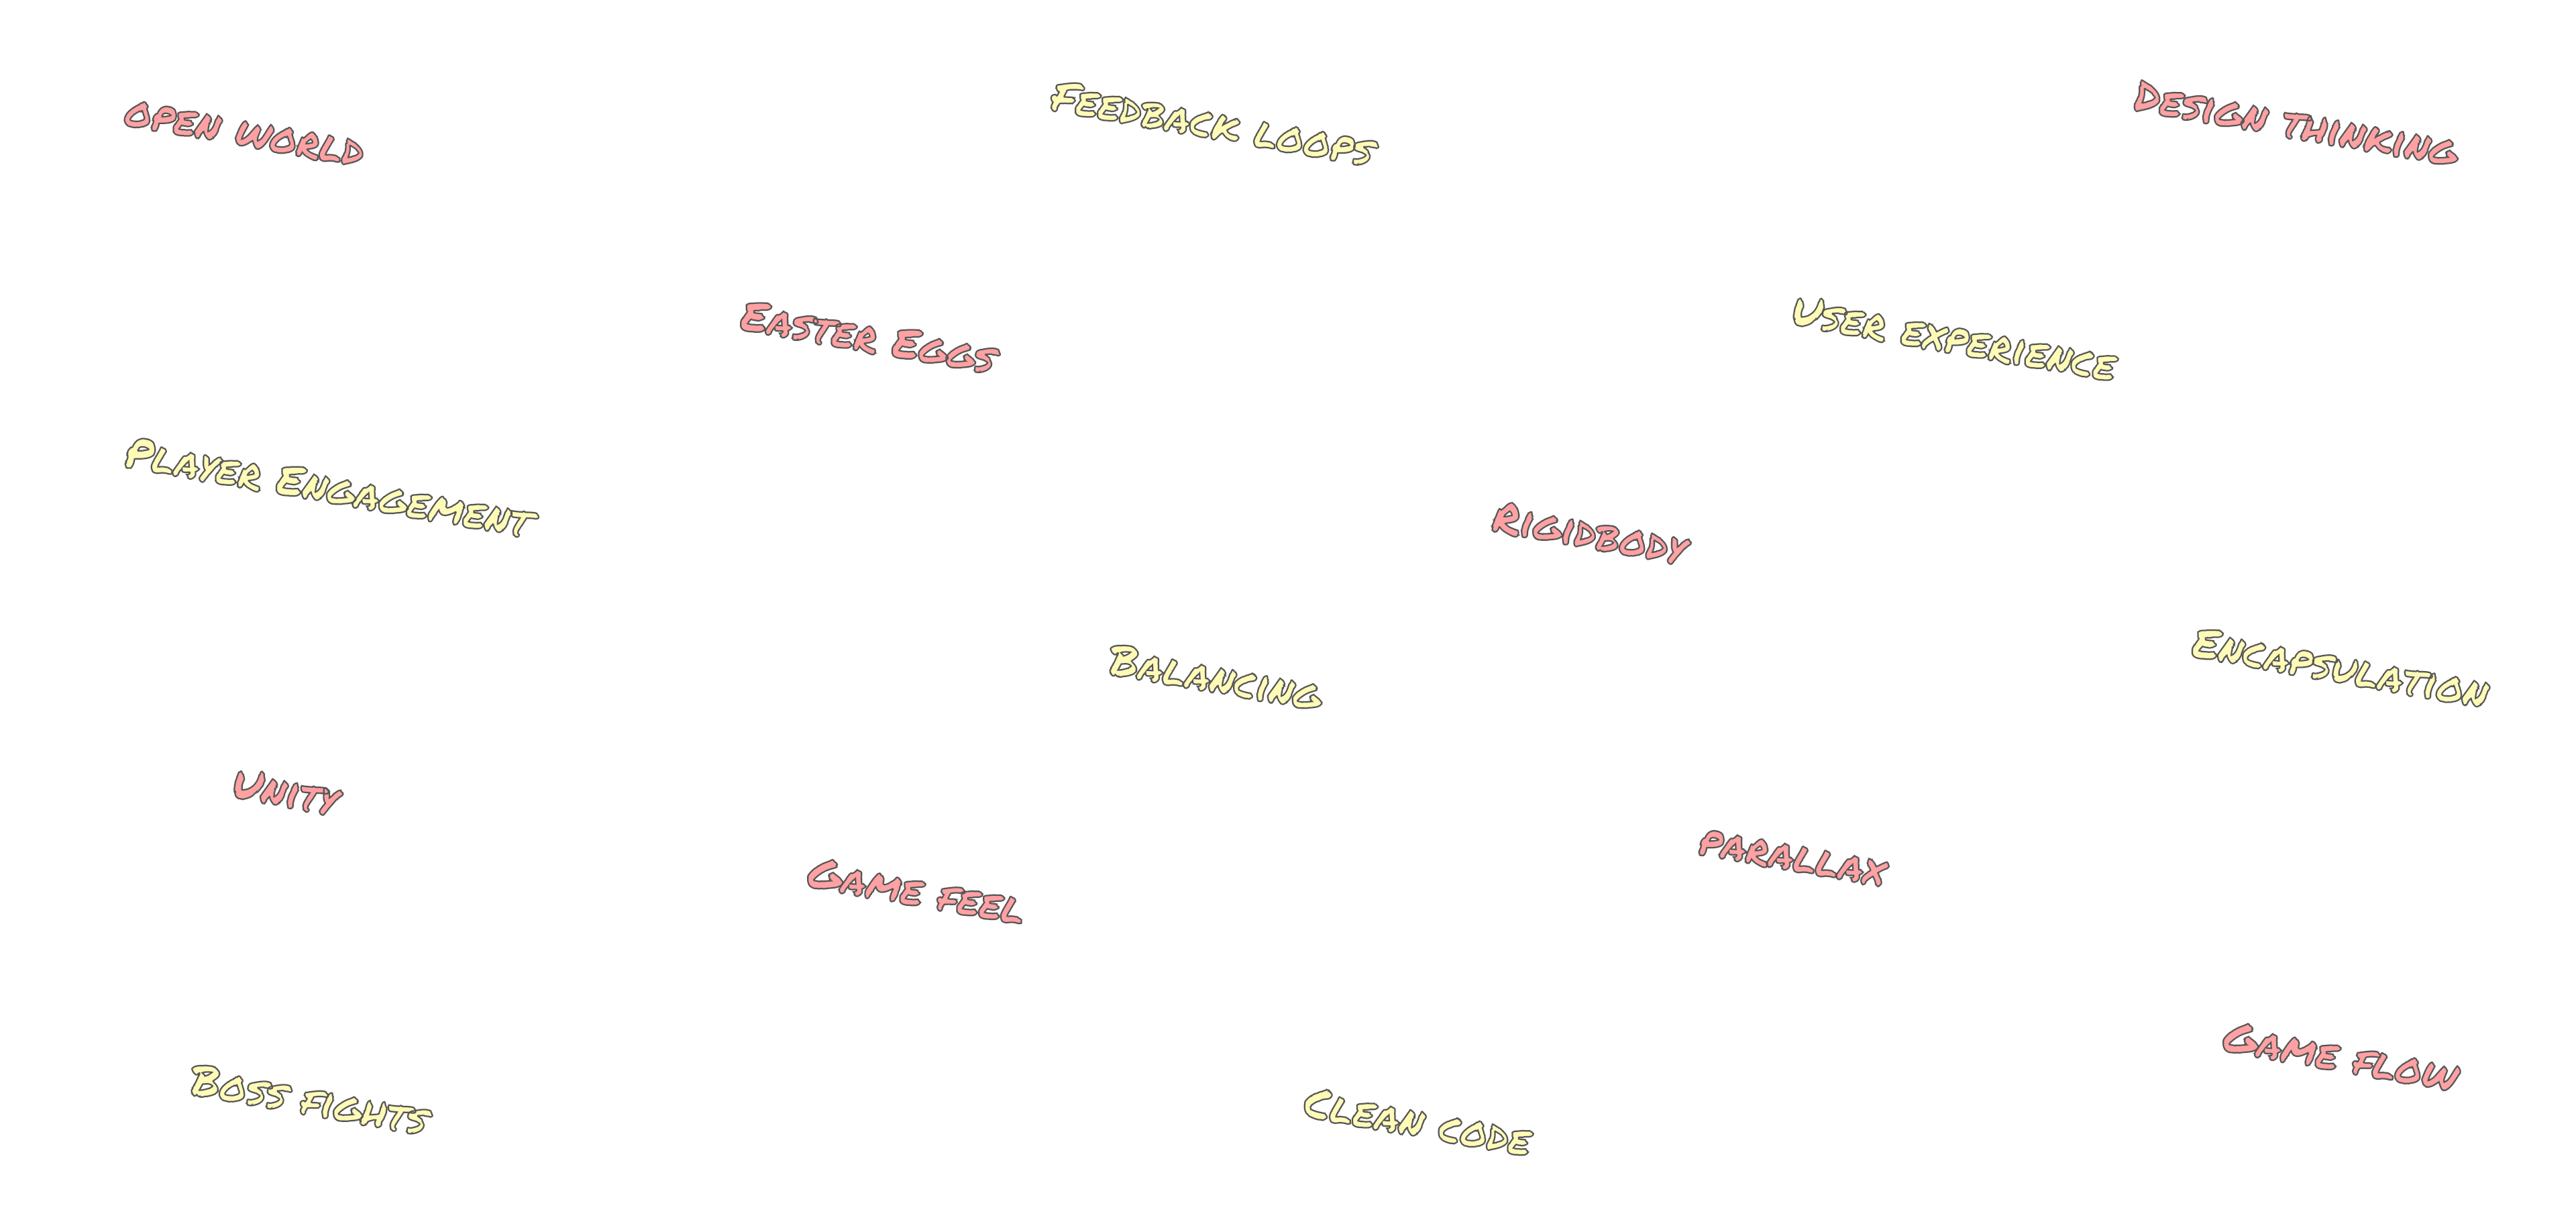 open world
Feedback loops
Design thinking
Easter Eggs
User experience
Player Engagement
Rigidbody
Balancing
Encapsulation
Unity
parallax
Game feel
Game flow
Boss fights
Clean code